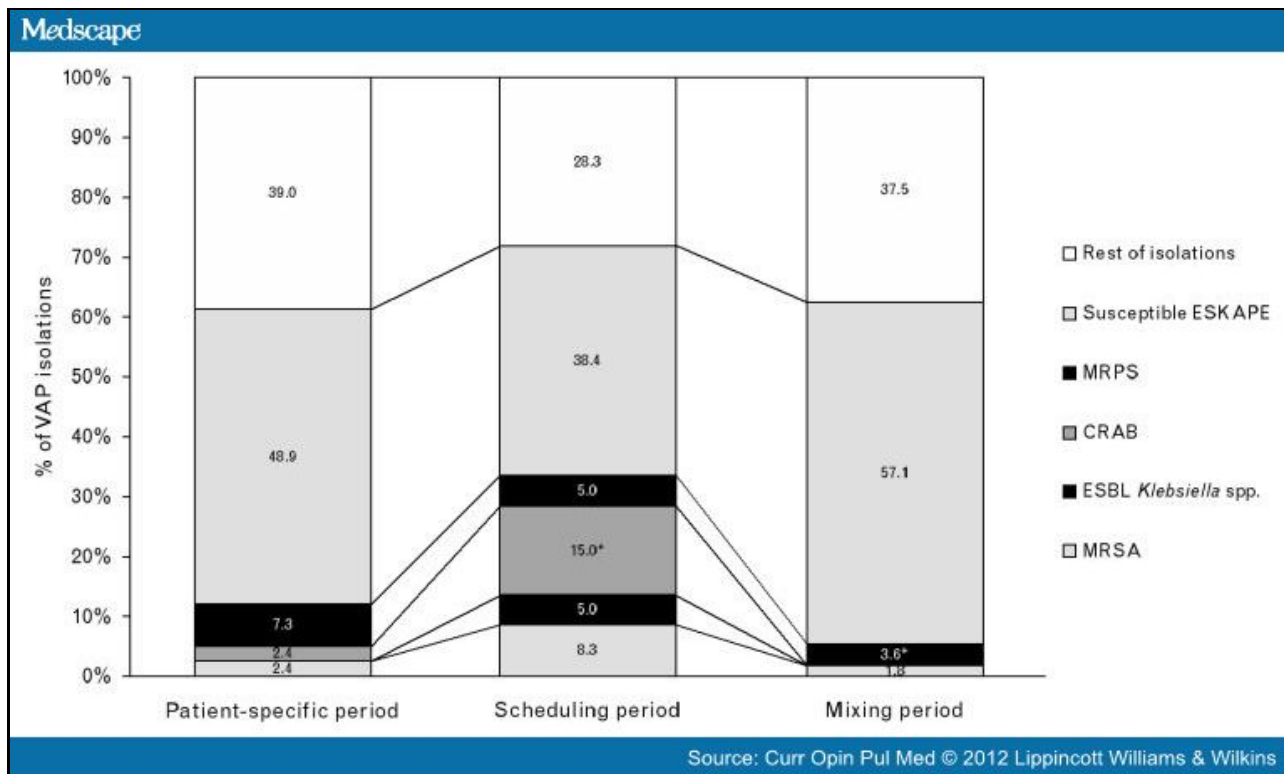 Medscape
100%
90%
80%
70%
60%
50%
40%
30%
20%
10%
0%
% of VAP isolations
39.0
48.9
7.3
2.4
2.4
28.3
38.4
5.0
15.0*
5.0
8.3
37.5
57.1
3.6*
1.8
Patient-specific period
Scheduling period
Mixing period
Rest of isolations
Susceptible ESKAPE
MRPS
CRAB
ESBL Klebsiella spp.
MRSA
Source: Curr Opin Pul Med © 2012 Lippincott Williams & Wilkins